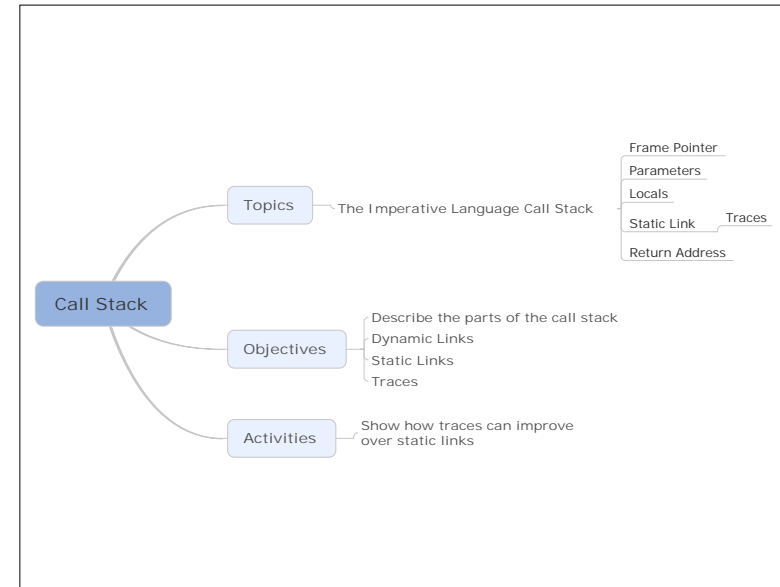 Call Stack
Topics
The Imperative Language Call Stack
Frame Pointer
Parameters
Locals
Static Link
Traces
Return Address
Objectives
Describe the parts of the call stack
Dynamic Links
Static Links
Traces
Activities
Show how traces can improve
over static links